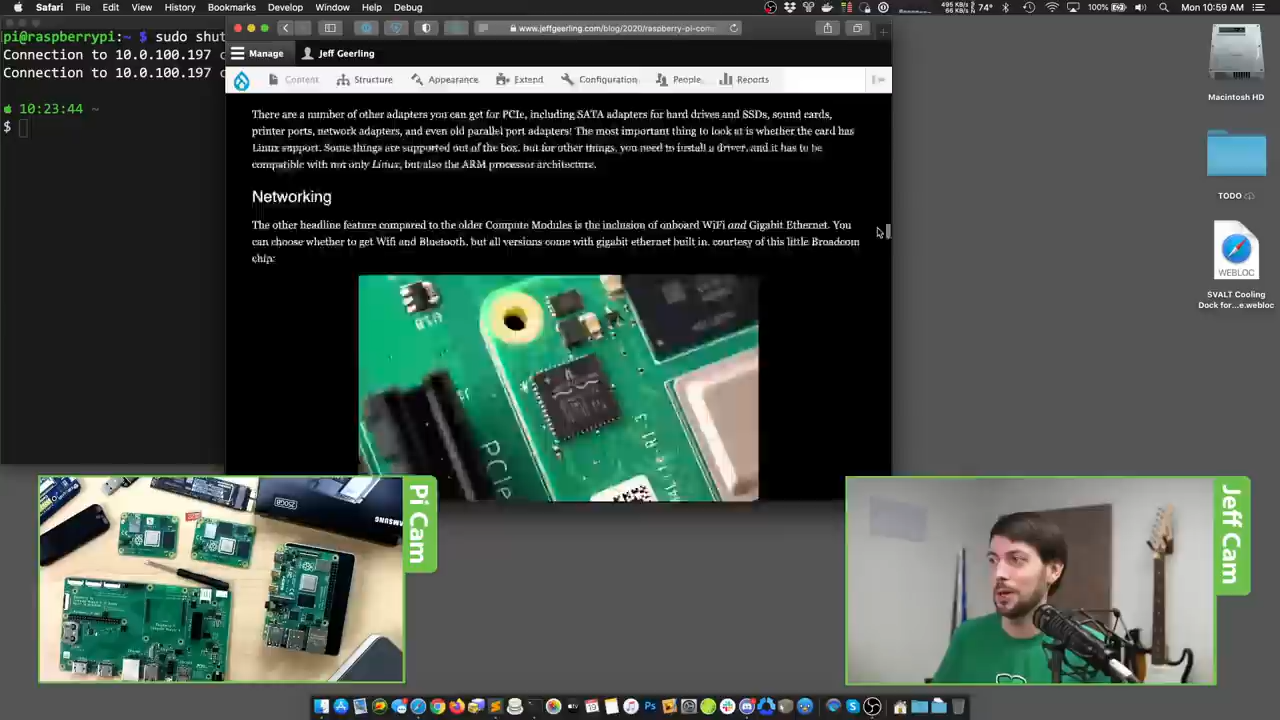 Safari File Edit View History Bookmarks Window Develop Help Debug
100% Mon 10:59 AM
pi@raspberrypi:~ $ sudo shut
Connection to 10.0.100.197 c
Connection to 10.0.100.197 c
10:23:44 ~
$
www.jeffgeerling.com/blog/2020/raspberry-pi-com
Manage Jeff Geerling
Content Structure Appearance Extend Configuration People Reports
There are a number of other adapters you can get for PCIe, including SATA adapters for hard drives and SSDs, sound cards,
printer ports, network adapters, and even old parallel port adapters! The most important thing to look at is whether the card has
Linux support. Some things are supported out of the box, but for other things, you need to install a driver, and it has to be
compatible with not only Linux, but also the ARM processor architecture.
Networking
The other headline feature compared to the older Compute Modules is the inclusion of onboard WiFi and Gigabit Ethernet. You
can choose whether to get Wifi and Bluetooth, but all versions come with gigabit ethernet built in, courtesy of this little Broadcom
chip:
PCIe
Macintosh HD
TODO
WEBLOC
SVALT Cooling
Dock for...e.webloc
Pi Cam
SAMSUNG
Jeff Cam